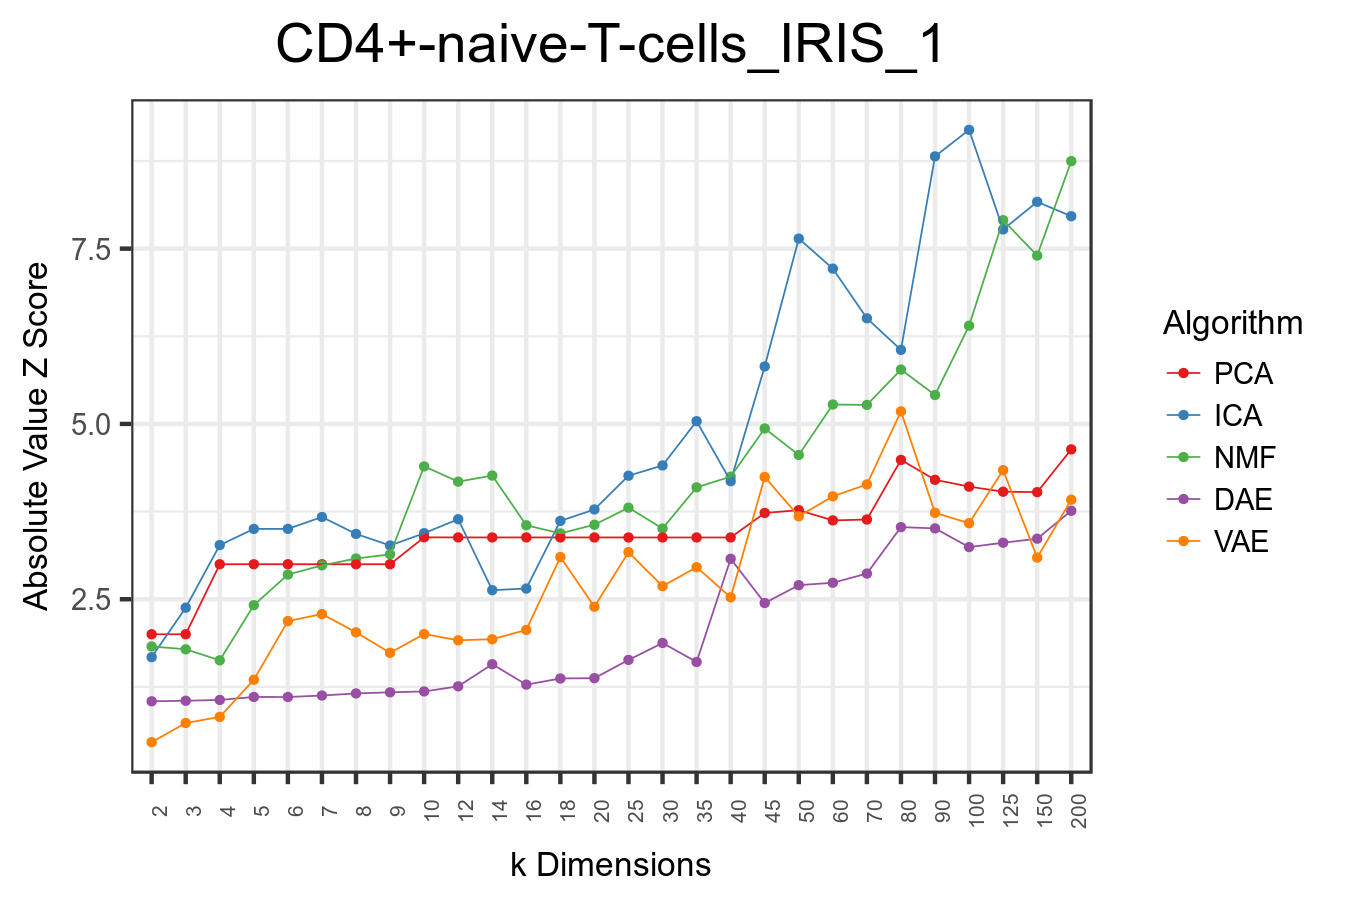 CD4+-naive-T-cells_IRIS_1
Absolute Value Z Score
7.5
5.0
2.5
2 3 4 5 6 7 8 9 10 12 14 16 18 20 25 30 35 40 45 50 60 70 80 90 100 125 150 200
k Dimensions
Algorithm
PCA
ICA
NMF
DAE
VAE